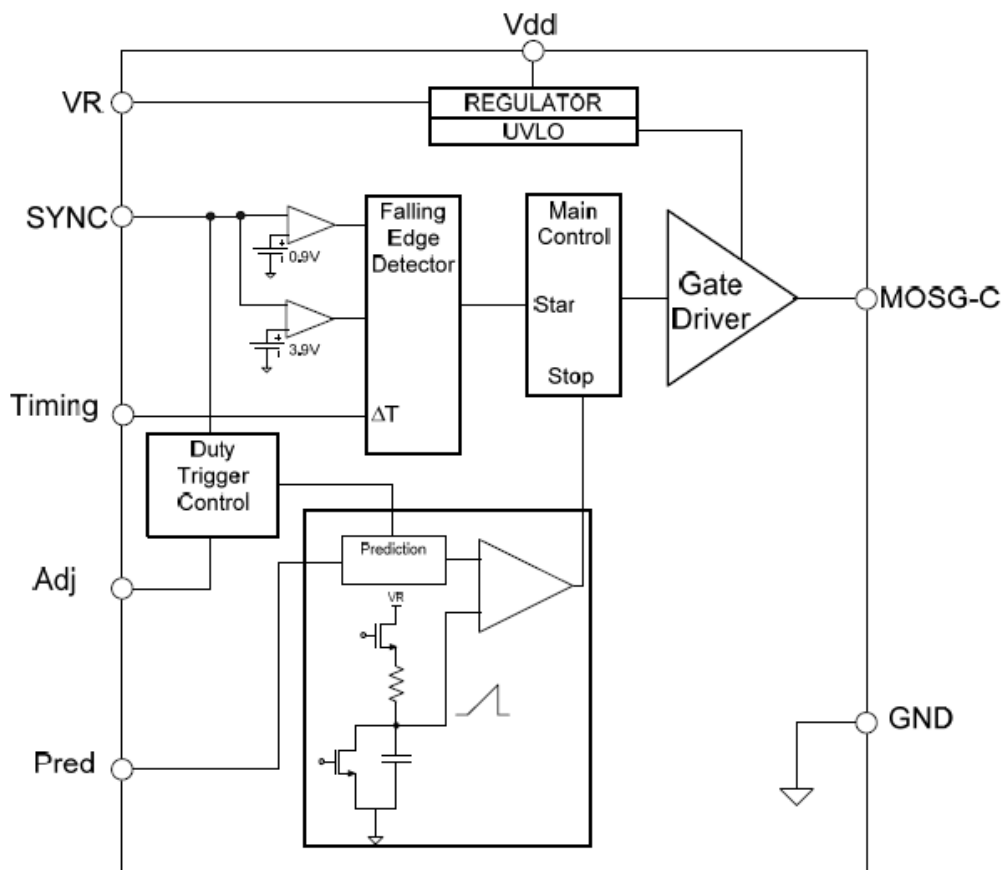 Vdd
VR
REGULATOR
UVLO
SYNC
0.9V
3.9V
Falling
Edge
Detector
ΔT
Main
Control
Star
Stop
Gate
Driver
MOSG-C
Timing
Duty
Trigger
Control
Adj
Prediction
VR
Pred
GND